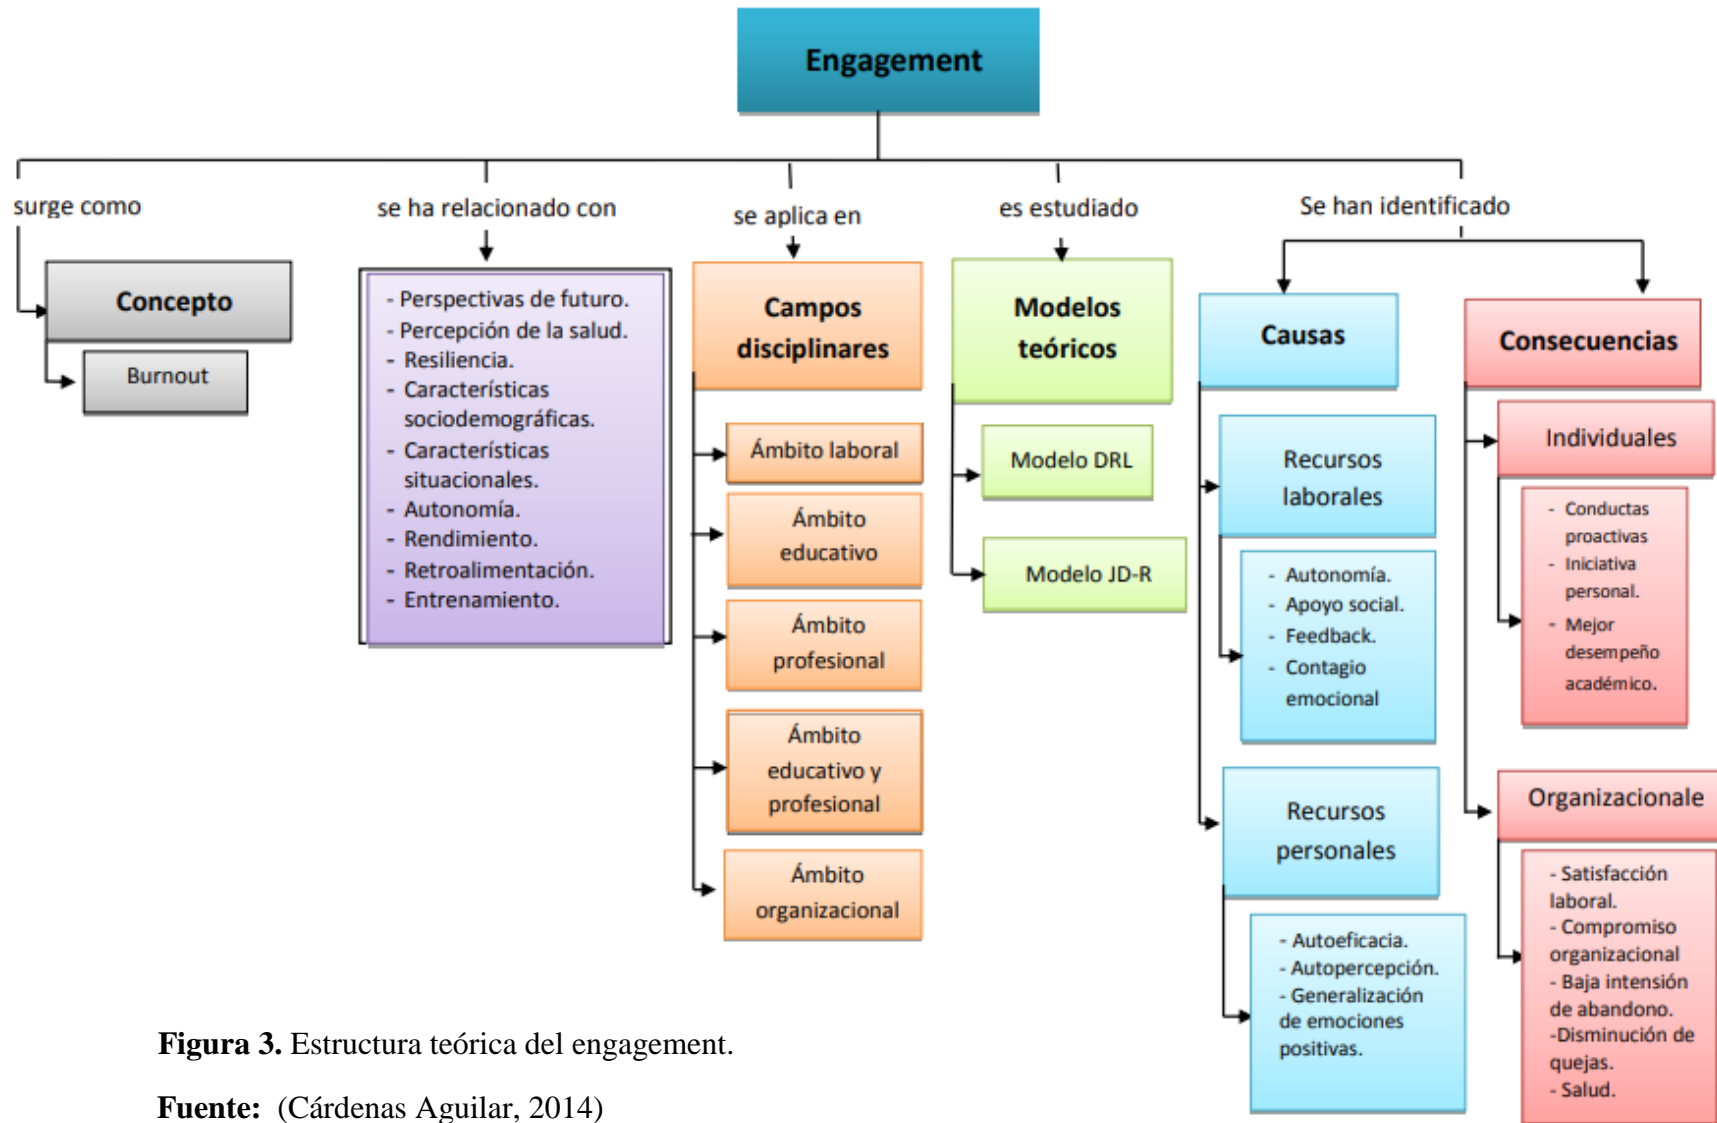 Engagement
surge como
Concepto
Burnout
se ha relacionado con
- Perspectivas de futuro.
- Percepción de la salud.
- Resiliencia.
- Características
sociodemográficas.
- Características
situacionales.
- Autonomía.
- Rendimiento.
- Retroalimentación.
- Entrenamiento.
se aplica en
Campos
disciplinares
Ámbito laboral
Ámbito
educativo
Ámbito
profesional
Ámbito
educativo y
profesional
Ámbito
organizacional
es estudiado
Modelos
teóricos
Modelo DRL
Modelo JD-R
Se han identificado
Causas
Recursos
laborales
- Autonomía.
- Apoyo social.
- Feedback.
- Contagio
emocional
Recursos
personales
- Autoeficacia.
- Autopercepción.
- Generalización
de emociones
positivas.
Consecuencias
Individuales
- Conductas
proactivas
- Iniciativa
personal.
- Mejor
desempeño
académico.
Organizacionale
- Satisfacción
laboral.
- Compromiso
organizacional
- Baja intensión
de abandono.
-Disminución de
quejas.
- Salud.
Figura 3. Estructura teórica del engagement.
Fuente: (Cárdenas Aguilar, 2014)